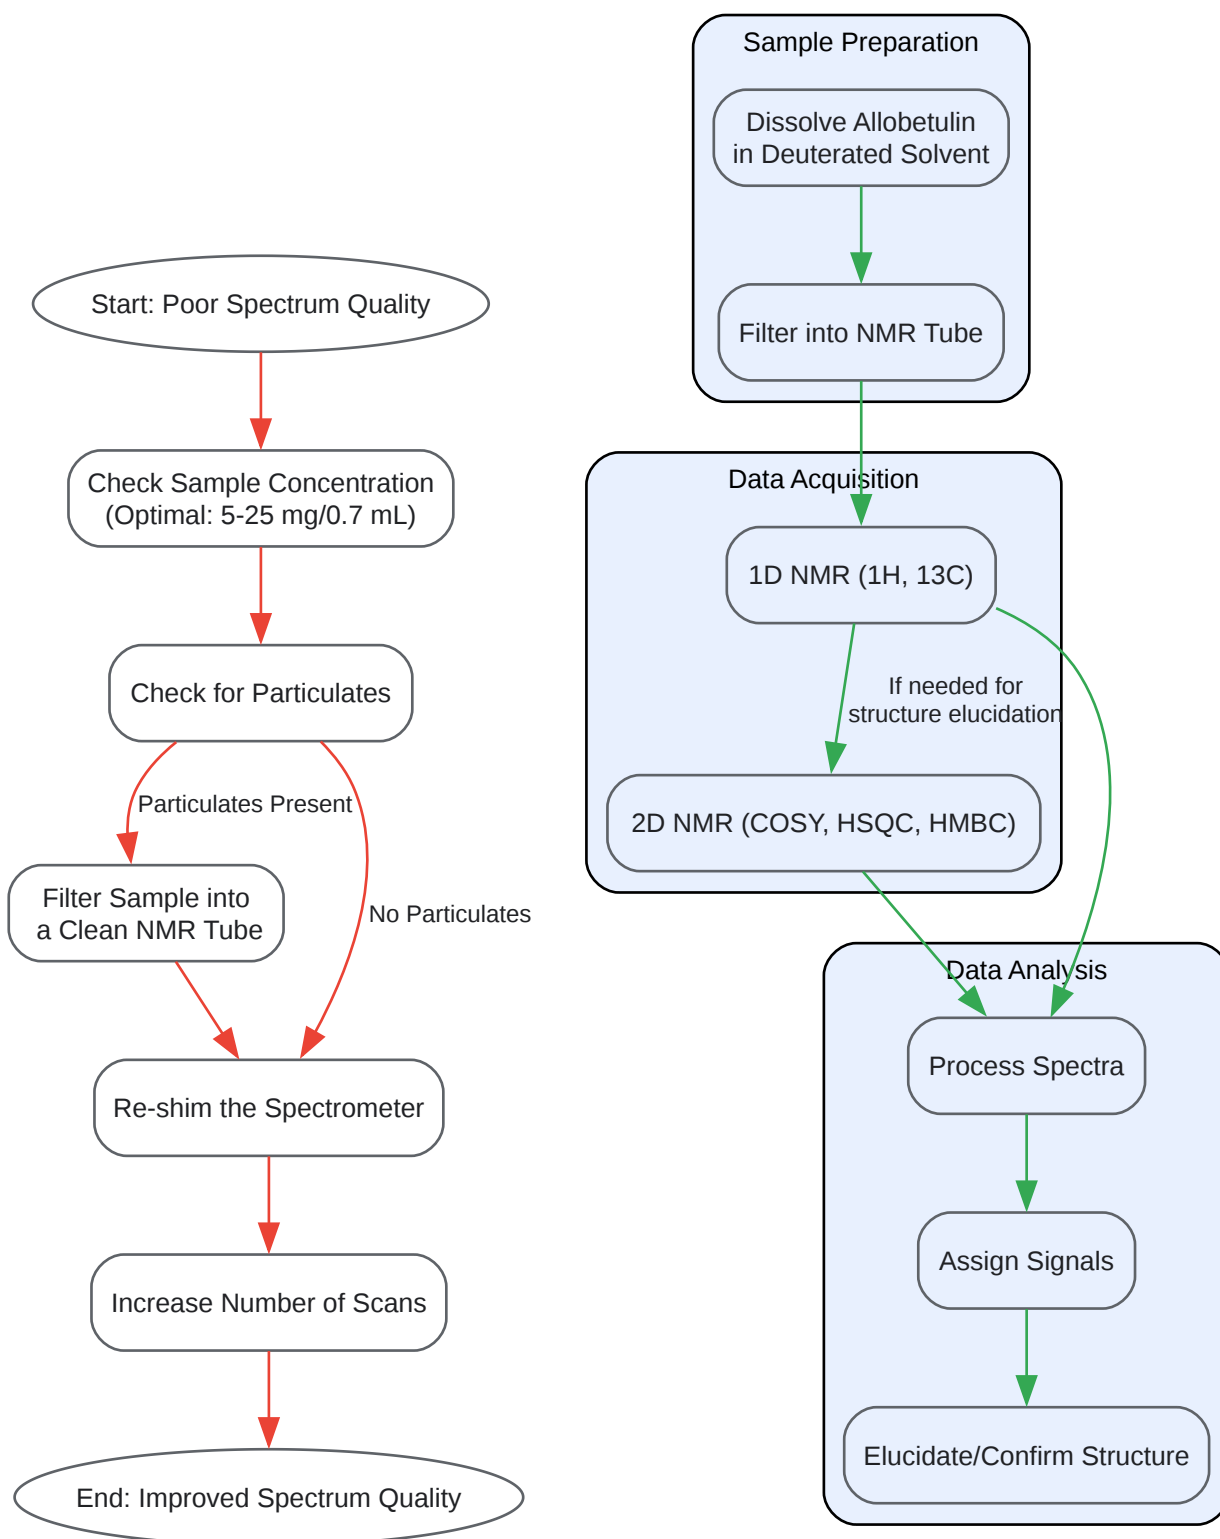 Start: Poor Spectrum Quality
Check Sample Concentration
(Optimal: 5-25 mg/0.7 mL)
Check for Particulates
Particulates Present
No Particulates
Filter Sample into
a Clean NMR Tube
Re-shim the Spectrometer
Increase Number of Scans
End: Improved Spectrum Quality
Sample Preparation
Dissolve Allobetulin
in Deuterated Solvent
Filter into NMR Tube
Data Acquisition
1D NMR (1H, 13C)
If needed for
structure elucidation
2D NMR (COSY, HSQC, HMBC)
Data Analysis
Process Spectra
Assign Signals
Elucidate/Confirm Structure